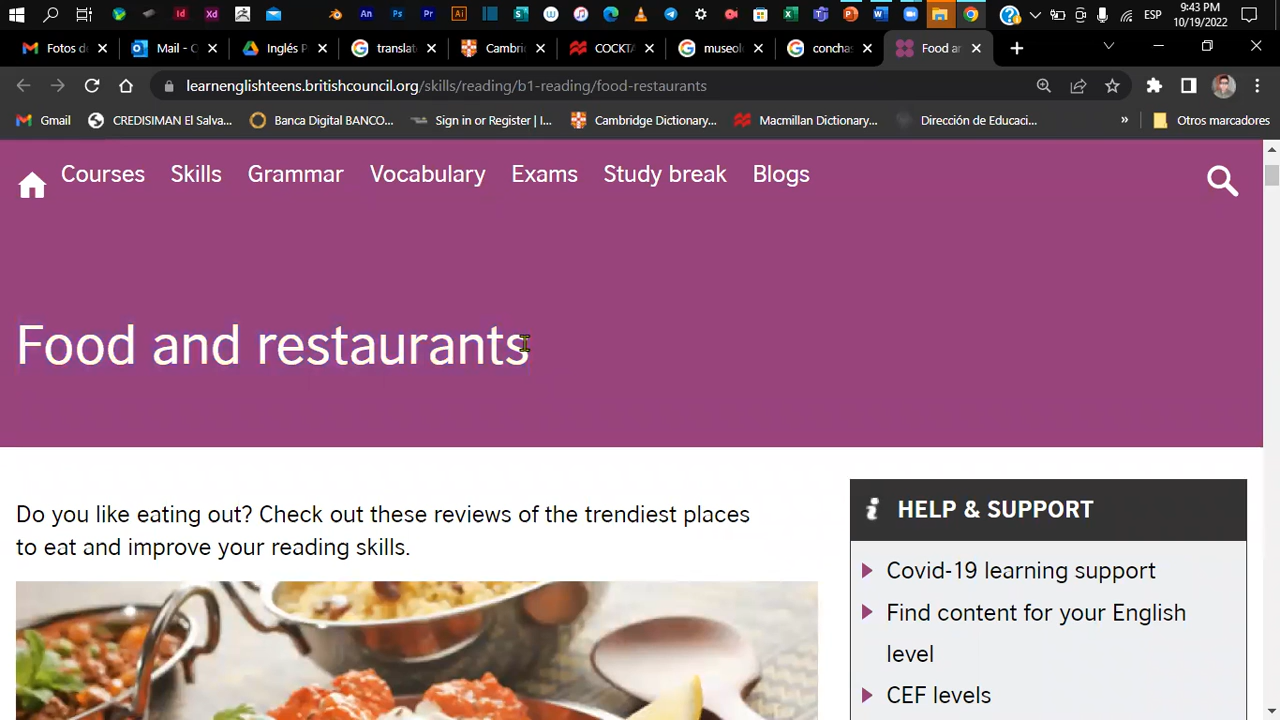 9:43 PM
ESP
10/19/2022
Fotos de
Mail - C
Inglés P
translat
Cambri
COCKTA
museolo
concha
Food ar
learnenglishteens.britishcouncil.org/skills/reading/b1-reading/food-restaurants
Gmail
CREDISIMAN El Salva...
Banca Digital BANCO...
Sign in or Register | I...
Cambridge Dictionary...
Macmillan Dictionary...
Dirección de Educaci...
»
Otros marcadores
Courses
Skills
Grammar
Vocabulary
Exams
Study break
Blogs
Food and restaurants
Do you like eating out? Check out these reviews of the trendiest places
to eat and improve your reading skills.
HELP & SUPPORT
Covid-19 learning support
Find content for your English
level
CEF levels